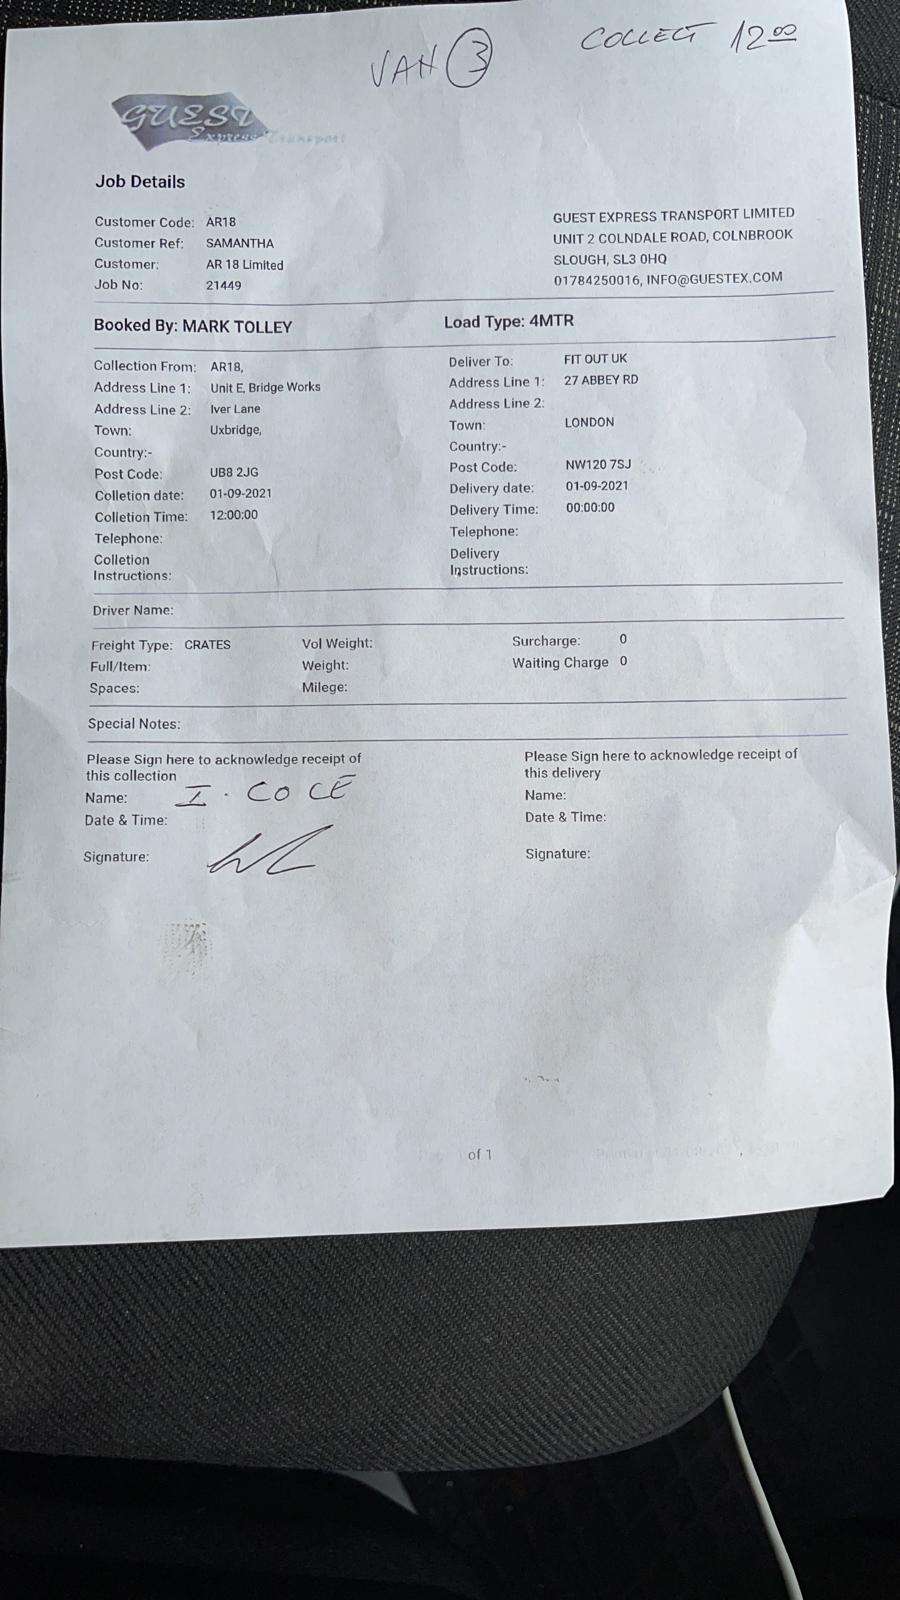 VAN 3
COLLECT 12 00
GUEST
Express Transport
Job Details
Customer Code: AR18
Customer Ref: SAMANTHA
Customer: AR 18 Limited
Job No: 21449
GUEST EXPRESS TRANSPORT LIMITED
UNIT 2 COLNDALE ROAD, COLNBROOK
SLOUGH, SL3 0HQ
01784250016, INFO@GUESTEX.COM
Booked By: MARK TOLLEY
Load Type: 4MTR
Collection From: AR18,
Address Line 1: Unit E, Bridge Works
Address Line 2: Iver Lane
Town: Uxbridge,
Country:-
Post Code: UB8 2JG
Colletion date: 01-09-2021
Colletion Time: 12:00:00
Telephone:
Colletion
Instructions:
Deliver To: FIT OUT UK
Address Line 1: 27 ABBEY RD
Address Line 2:
Town: LONDON
Country:-
Post Code: NW120 7SJ
Delivery date: 01-09-2021
Delivery Time: 00:00:00
Telephone:
Delivery
Instructions:
Driver Name:
Freight Type: CRATES
Full/Item:
Spaces:
Vol Weight:
Weight:
Milege:
Surcharge: 0
Waiting Charge 0
Special Notes:
Please Sign here to acknowledge receipt of
this collection
Name: I. COCE
Date & Time:
Signature:
Please Sign here to acknowledge receipt of
this delivery
Name:
Date & Time:
Signature:
of 1